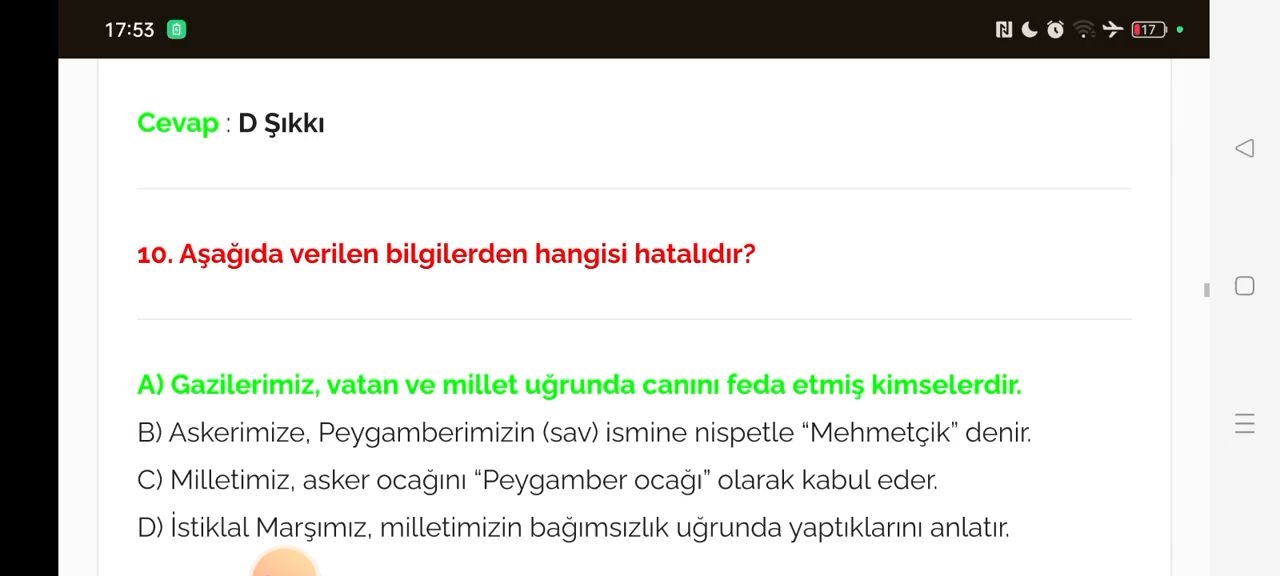 17:53
17
Cevap : D Şıkkı
10. Aşağıda verilen bilgilerden hangisi hatalıdır?
A) Gazilerimiz, vatan ve millet uğrunda canını feda etmiş kimselerdir.
B) Askerimize, Peygamberimizin (sav) ismine nispetle “Mehmetçik” denir.
C) Milletimiz, asker ocağını “Peygamber ocağı” olarak kabul eder.
D) İstiklal Marşımız, milletimizin bağımsızlık uğrunda yaptıklarını anlatır.